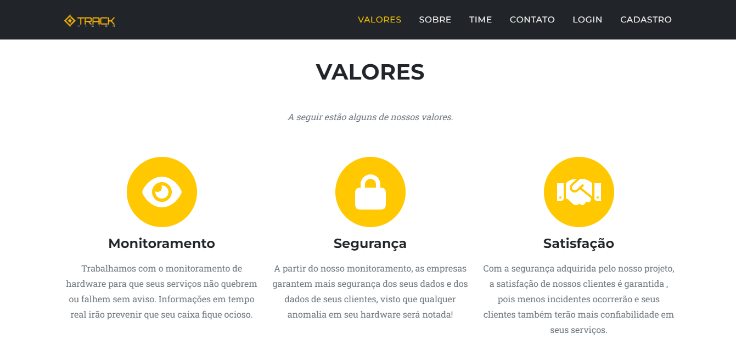 TRACK
VALORES SOBRE TIME CONTATO LOGIN CADASTRO
VALORES
A seguir estão alguns de nossos valores.
Monitoramento
Trabalhamos com o monitoramento de
hardware para que seus serviços não quebrem
ou falhem sem aviso. Informações em tempo
real irão prevenir que seu caixa fique ocioso.
Segurança
A partir do nosso monitoramento, as empresas
garantem mais segurança dos seus dados e dos
dados de seus clientes, visto que qualquer
anomalia em seu hardware será notada!
Satisfação
Com a segurança adquirida pelo nosso projeto,
a satisfação de nossos clientes é garantida ,
pois menos incidentes ocorrerão e seus
clientes também terão mais confiabilidade em
seus serviços.